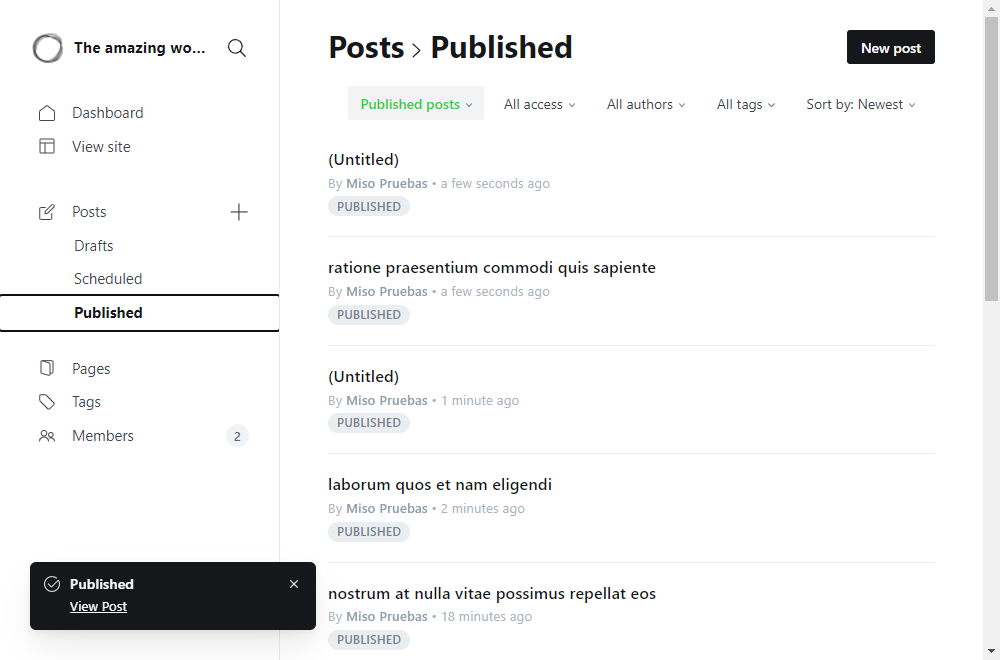 The amazing wo...
Dashboard
View site
Posts
Drafts
Scheduled
Published
Pages
Tags
Members 2
Published
View Post
Posts > Published
New post
Published posts All access All authors All tags Sort by: Newest
(Untitled)
By Miso Pruebas • a few seconds ago
PUBLISHED
ratione praesentium commodi quis sapiente
By Miso Pruebas • a few seconds ago
PUBLISHED
(Untitled)
By Miso Pruebas • 1 minute ago
PUBLISHED
laborum quos et nam eligendi
By Miso Pruebas • 2 minutes ago
PUBLISHED
nostrum at nulla vitae possimus repellat eos
By Miso Pruebas • 18 minutes ago
PUBLISHED